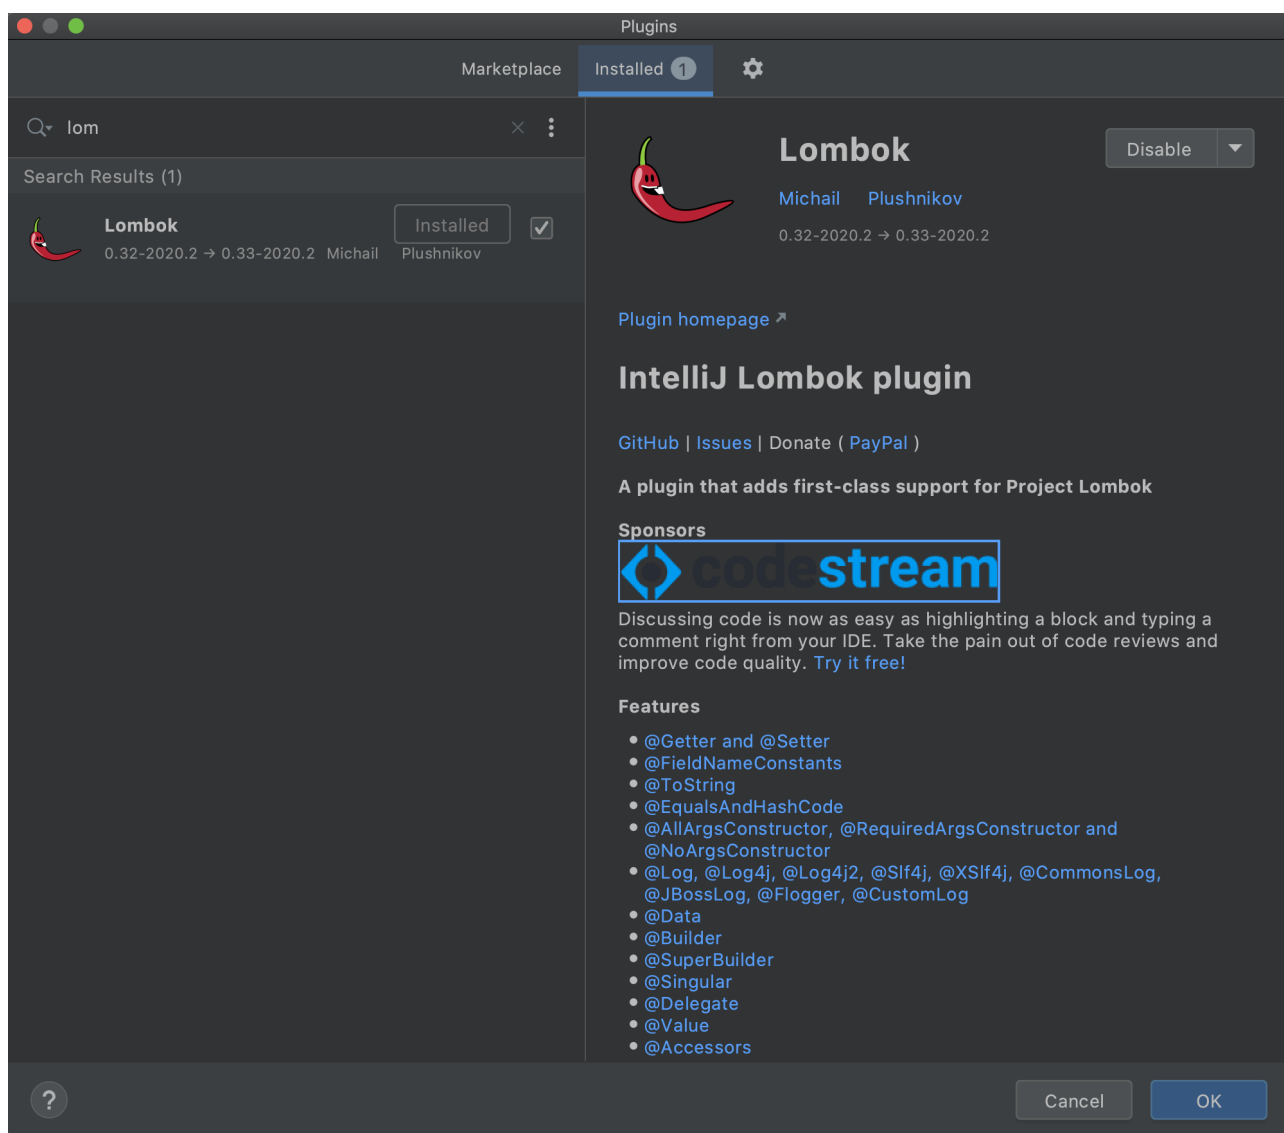 Plugins
Marketplace Installed 1
lom
Search Results (1)
Lombok Installed
0.32-2020.2 → 0.33-2020.2 Michail Plushnikov
Lombok Disable
Michail Plushnikov
0.32-2020.2 → 0.33-2020.2
Plugin homepage ↗
IntelliJ Lombok plugin
GitHub | Issues | Donate ( PayPal )
A plugin that adds first-class support for Project Lombok
Sponsors
codestream
Discussing code is now as easy as highlighting a block and typing a
comment right from your IDE. Take the pain out of code reviews and
improve code quality. Try it free!
Features
• @Getter and @Setter
• @FieldNameConstants
• @ToString
• @EqualsAndHashCode
• @AllArgsConstructor, @RequiredArgsConstructor and
@NoArgsConstructor
• @Log, @Log4j, @Log4j2, @Slf4j, @XSlf4j, @CommonsLog,
@JBossLog, @Flogger, @CustomLog
• @Data
• @Builder
• @SuperBuilder
• @Singular
• @Delegate
• @Value
• @Accessors
? Cancel OK